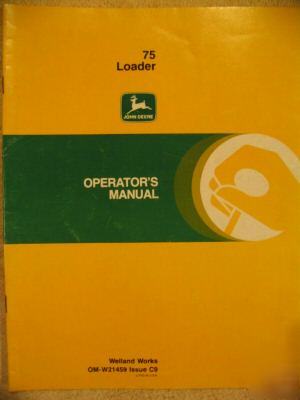 75
Loader
JOHN DEERE
OPERATOR'S
MANUAL
Welland Works
OM-W21459 Issue C9